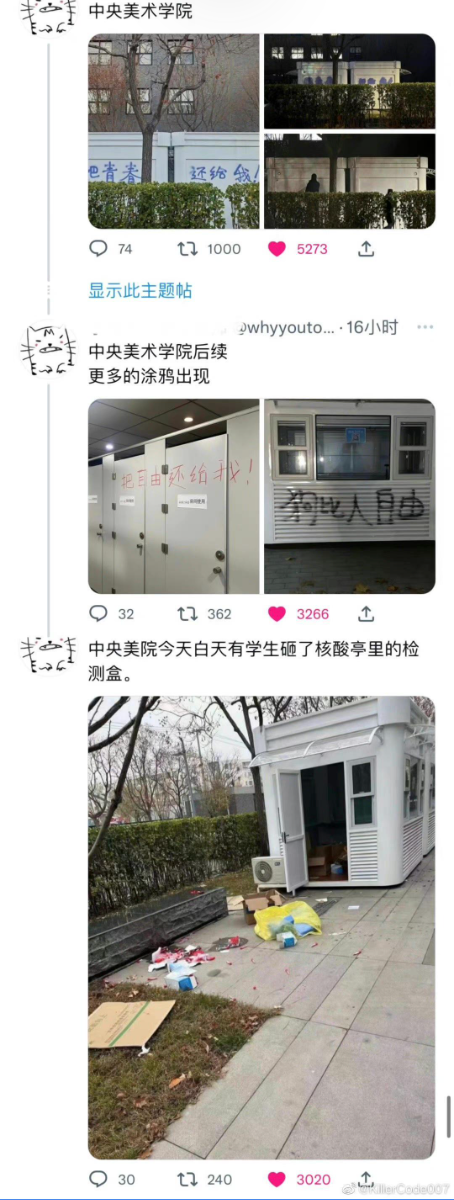 中央美术学院
把青春
还给我!
74
1000
5273
显示此主题帖
@whyyouto... · 16小时
中央美术学院后续
更多的涂鸦出现
把自由还给我!
狗比人自由
32
362
3266
中央美院今天白天有学生砸了核酸亭里的检
测盒。
30
240
3020
@KillerCode007